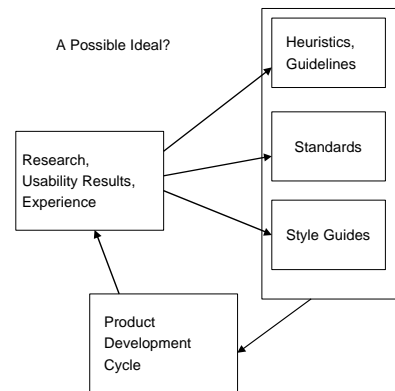 A Possible Ideal?
Heuristics,
Guidelines
Standards
Style Guides
Research,
Usability Results,
Experience
Product
Development
Cycle